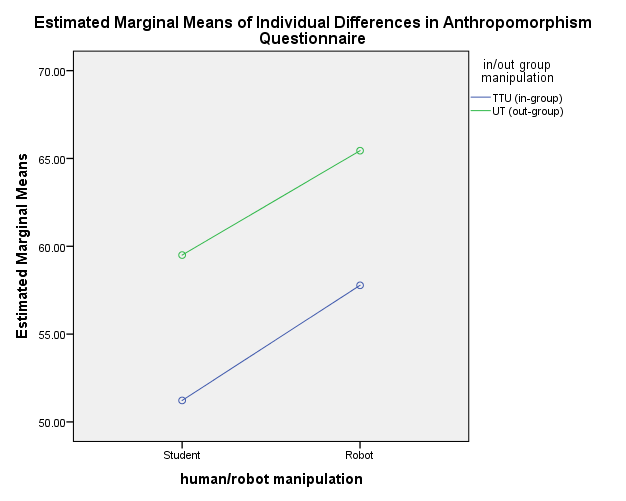 Estimated Marginal Means of Individual Differences in Anthropomorphism
Questionnaire
in/out group
manipulation
TTU (in-group)
UT (out-group)
70.00
65.00
60.00
55.00
50.00
Estimated Marginal Means
Student
Robot
human/robot manipulation